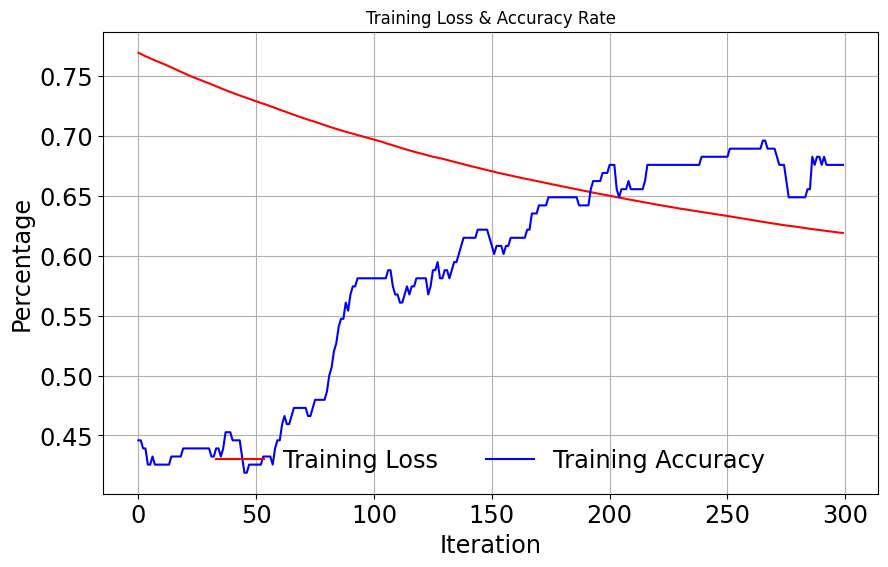 Training Loss & Accuracy Rate
0.75
0.70
0.65
0.60
0.55
0.50
0.45
Percentage
Training Loss
Training Accuracy
0 50 100 150 200 250 300
Iteration